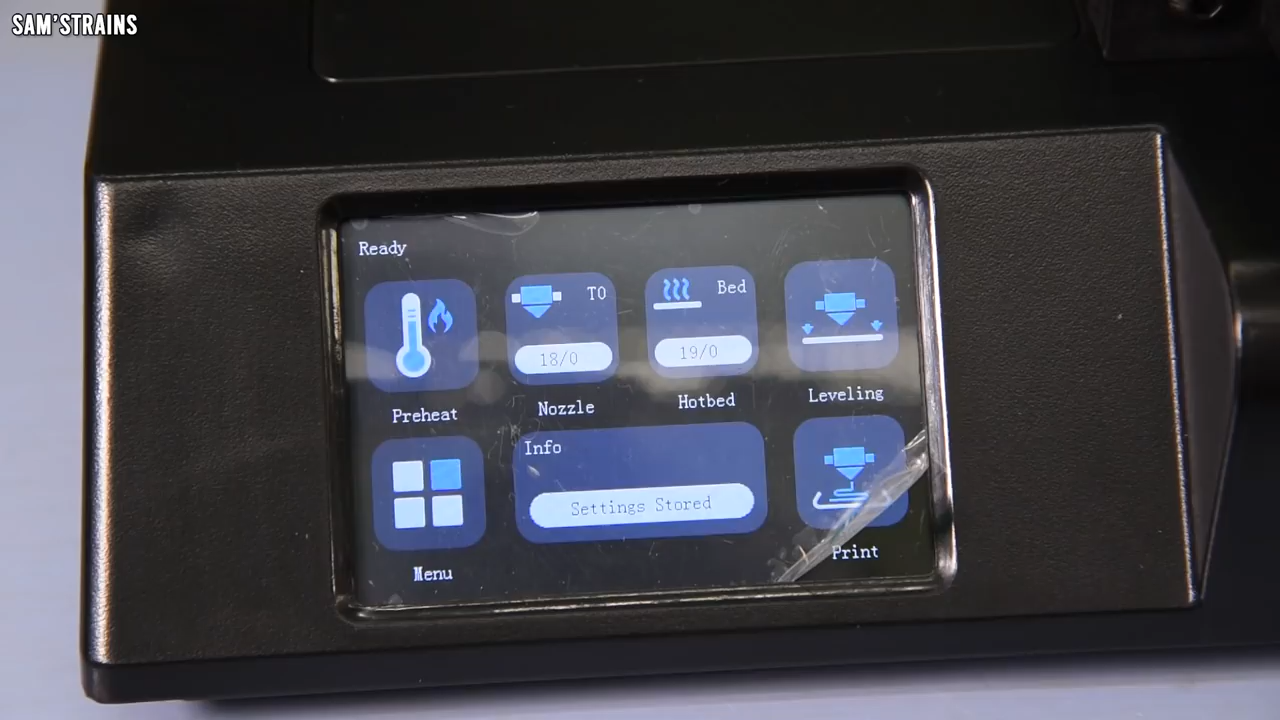 SAM'STRAINS
Ready
T0
18/0
Bed
19/0
Preheat
Nozzle
Hotbed
Leveling
Info
Settings Stored
Menu
Print